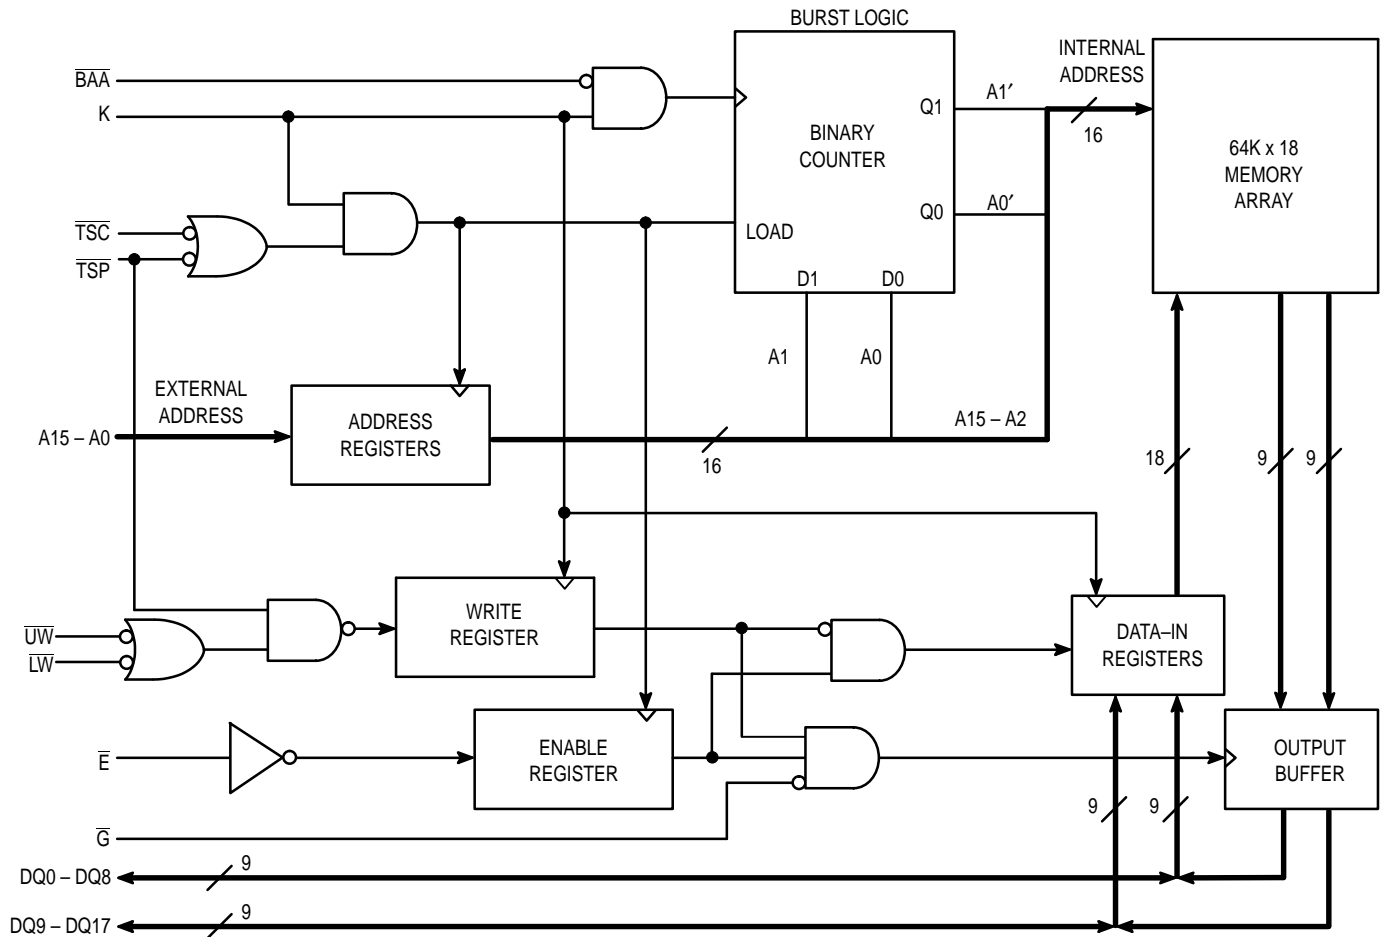 BURST LOGIC
BAA
K
TSC
TSP
BINARY
COUNTER
LOAD
Q1
Q0
D1
D0
A1′
A0′
INTERNAL
ADDRESS
16
64K x 18
MEMORY
ARRAY
A1
A0
EXTERNAL
ADDRESS
A15 – A0
ADDRESS
REGISTERS
16
A15 – A2
18
9
9
UW
LW
WRITE
REGISTER
DATA–IN
REGISTERS
E
ENABLE
REGISTER
OUTPUT
BUFFER
9
9
G
DQ0 – DQ8
9
DQ9 – DQ17
9